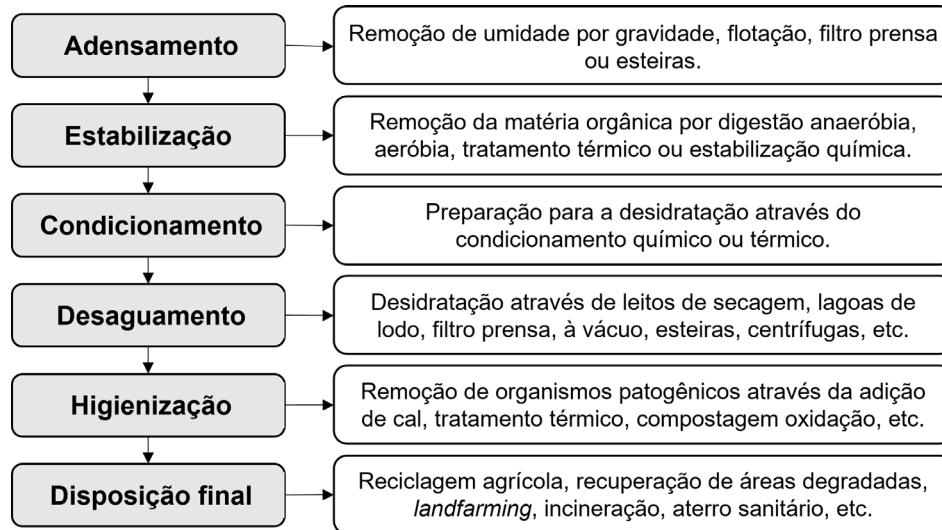 Adensamento
Remoção de umidade por gravidade, flotação, filtro prensa
ou esteiras.
Estabilização
Remoção da matéria orgânica por digestão anaeróbia,
aeróbia, tratamento térmico ou estabilização química.
Condicionamento
Preparação para a desidratação através do
condicionamento químico ou térmico.
Desaguamento
Desidratação através de leitos de secagem, lagoas de
lodo, filtro prensa, à vácuo, esteiras, centrífugas, etc.
Higienização
Remoção de organismos patogênicos através da adição
de cal, tratamento térmico, compostagem oxidação, etc.
Disposição final
Reciclagem agrícola, recuperação de áreas degradadas,
landfarming, incineração, aterro sanitário, etc.